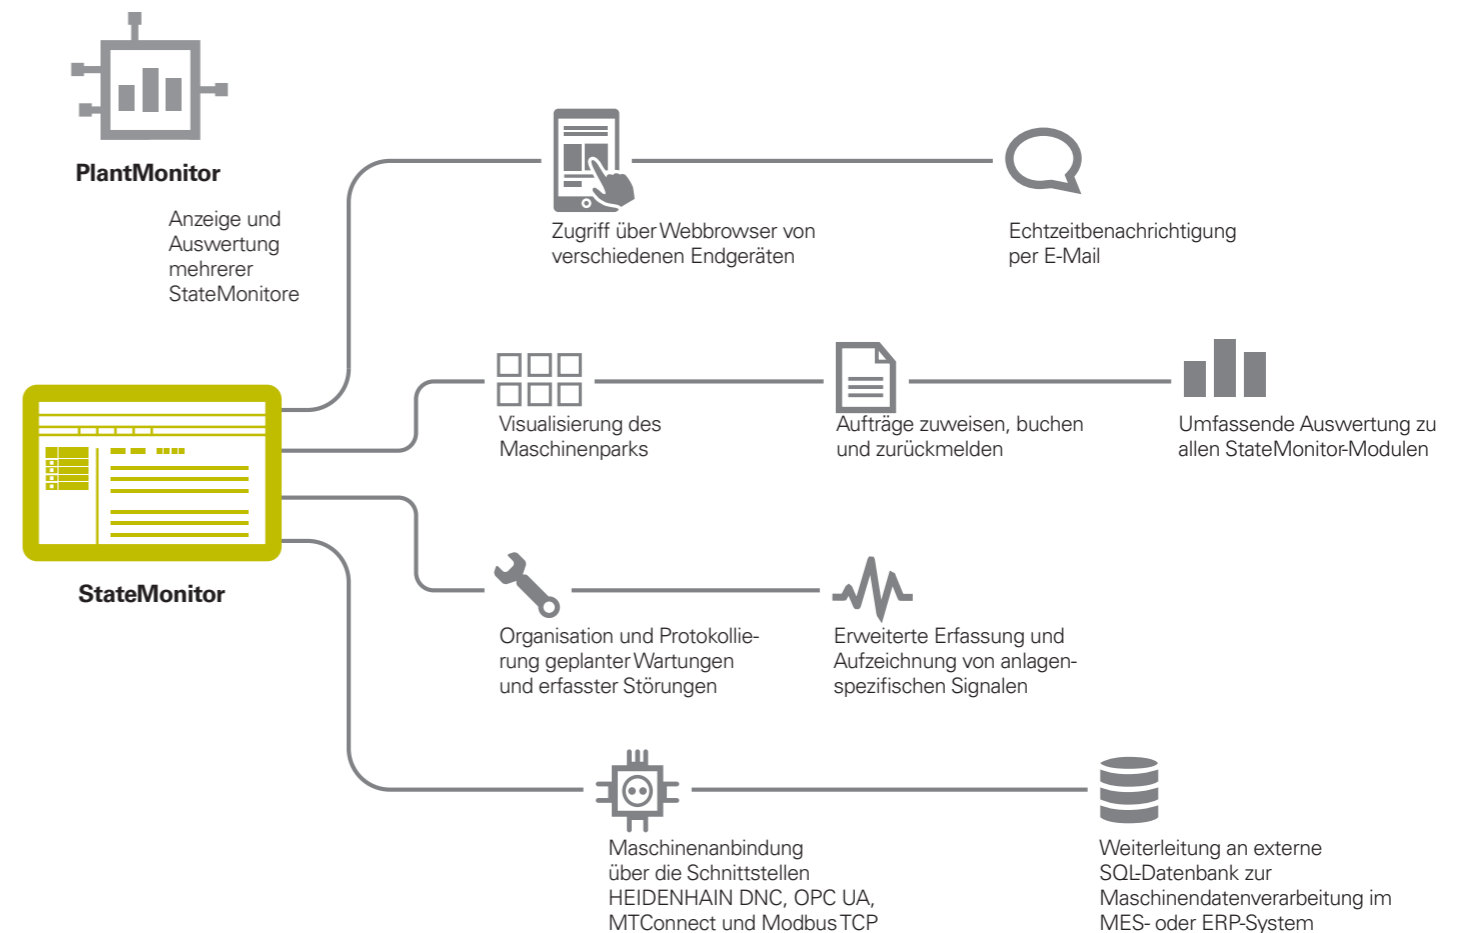 PlantMonitor
Anzeige und
Auswertung
mehrerer
StateMonitore
Zugriff über Webbrowser von
verschiedenen Endgeräten
Echtzeitbenachrichtigung
per E-Mail
Visualisierung des
Maschinenparks
Aufträge zuweisen, buchen
und zurückmelden
Umfassende Auswertung zu
allen StateMonitor-Modulen
StateMonitor
Organisation und Protokollie-
rung geplanter Wartungen
und erfasster Störungen
Erweiterte Erfassung und
Aufzeichnung von anlagen-
spezifischen Signalen
Maschinenanbindung
über die Schnittstellen
HEIDENHAIN DNC, OPC UA,
MTConnect und Modbus TCP
Weiterleitung an externe
SQL-Datenbank zur
Maschinendatenverarbeitung im
MES- oder ERP-System